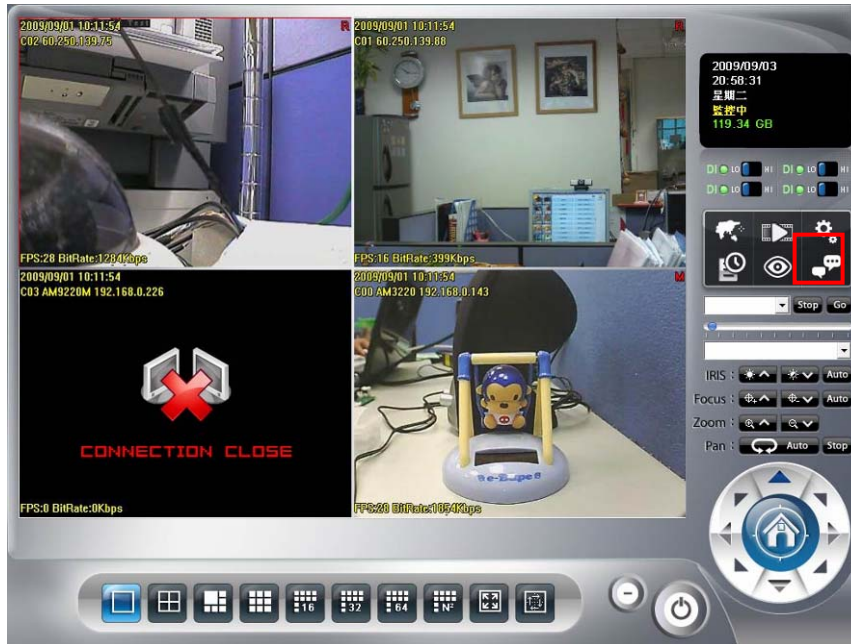 2009/09/01 10:11:54 R
C02 60.250.139.75
FPS:28 BitRate:1284Kbps
2009/09/01 10:11:54 R
C01 60.250.139.88
FPS:16 BitRate:399Kbps
2009/09/01 10:11:54
C03 AM9220M 192.168.0.226
CONNECTION CLOSE
FPS:0 BitRate:0Kbps
2009/09/01 10:11:54 M
C00 AM3220 192.168.0.143
FPS:28 BitRate:1854Kbps
2009/09/03
20:58:31
星期二
監控中
119.34 GB
DI LO HI DI LO HI
DI LO HI DI LO HI
Stop Go
IRIS : Auto
Focus : Auto
Zoom :
Pan : Auto Stop
16 32 64 N²